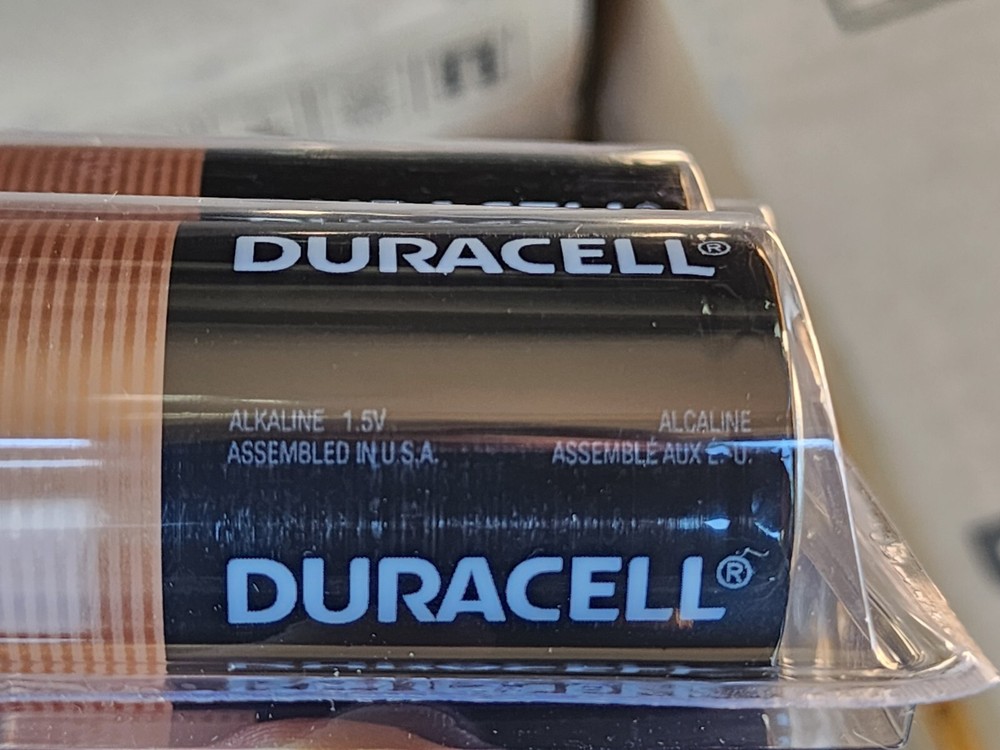 DURACELL®
ALKALINE 1.5V
ALCALINE
ASSEMBLED IN U.S.A.
ASSEMBLÉ AUX É.-U.
DURACELL®